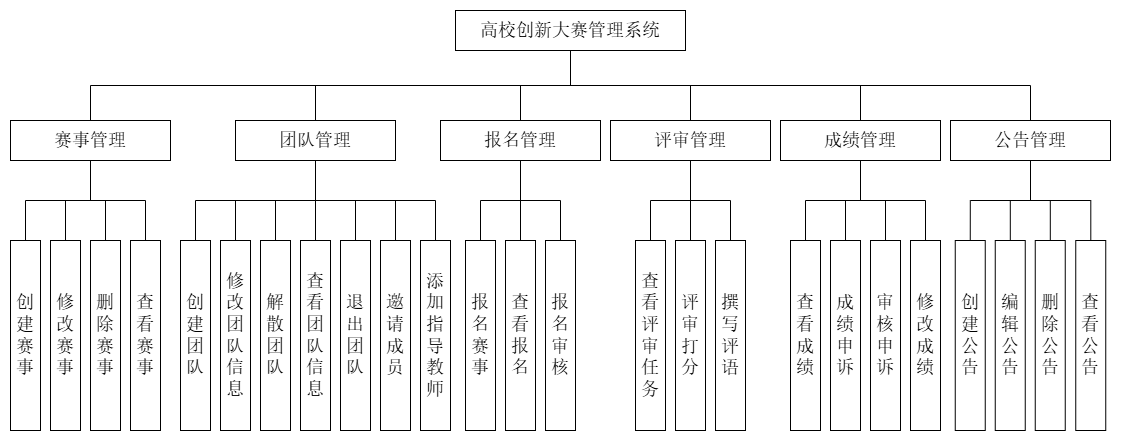 高校创新大赛管理系统
赛事管理
团队管理
报名管理
评审管理
成绩管理
公告管理
创建赛事
修改赛事
删除赛事
查看赛事
创建团队
修改团队信息
解散团队
查看团队信息
退出团队
邀请成员
添加指导教师
报名赛事
查看报名
报名审核
查看评审任务
评审打分
撰写评语
查看成绩
成绩申诉
审核申诉
修改成绩
创建公告
编辑公告
删除公告
查看公告